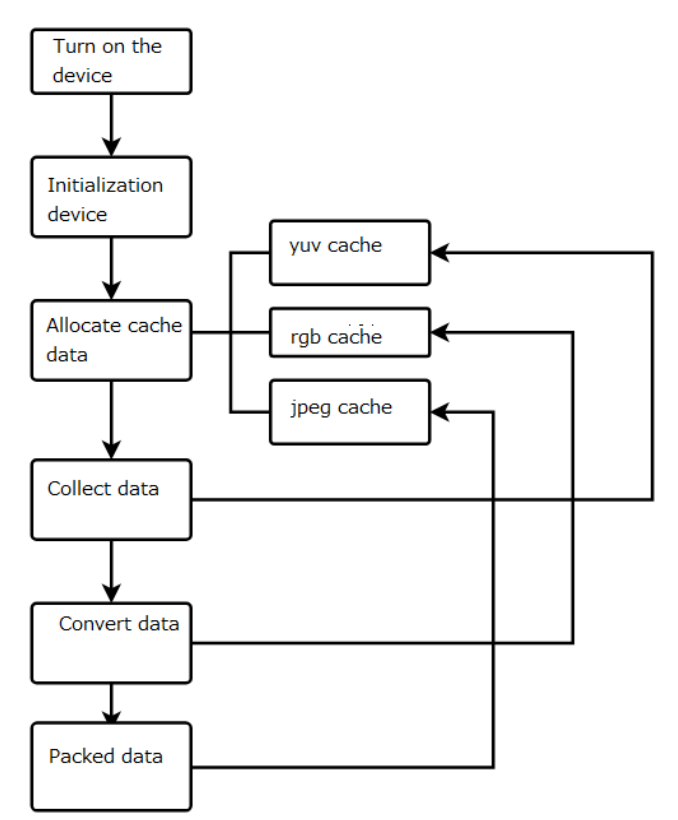 Turn on the
device
Initialization
device
yuv cache
Allocate cache
data
rgb cache
jpeg cache
Collect data
Convert data
Packed data